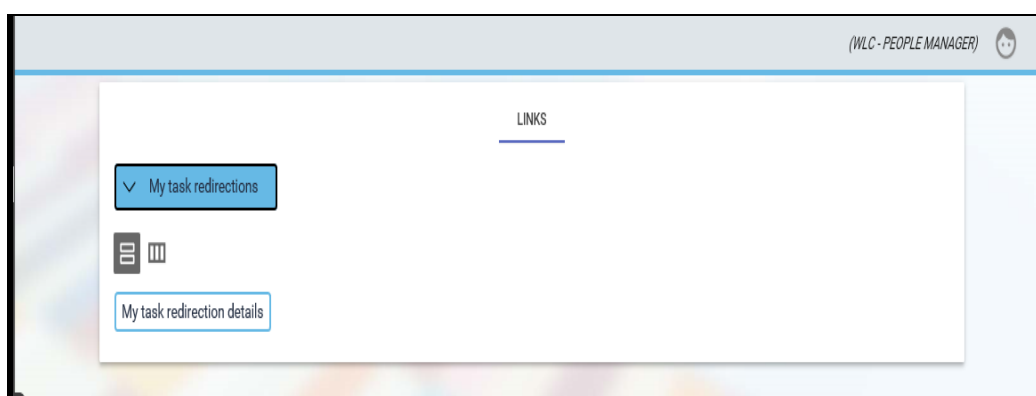 (WLC - PEOPLE MANAGER)
LINKS
My task redirections
My task redirection details